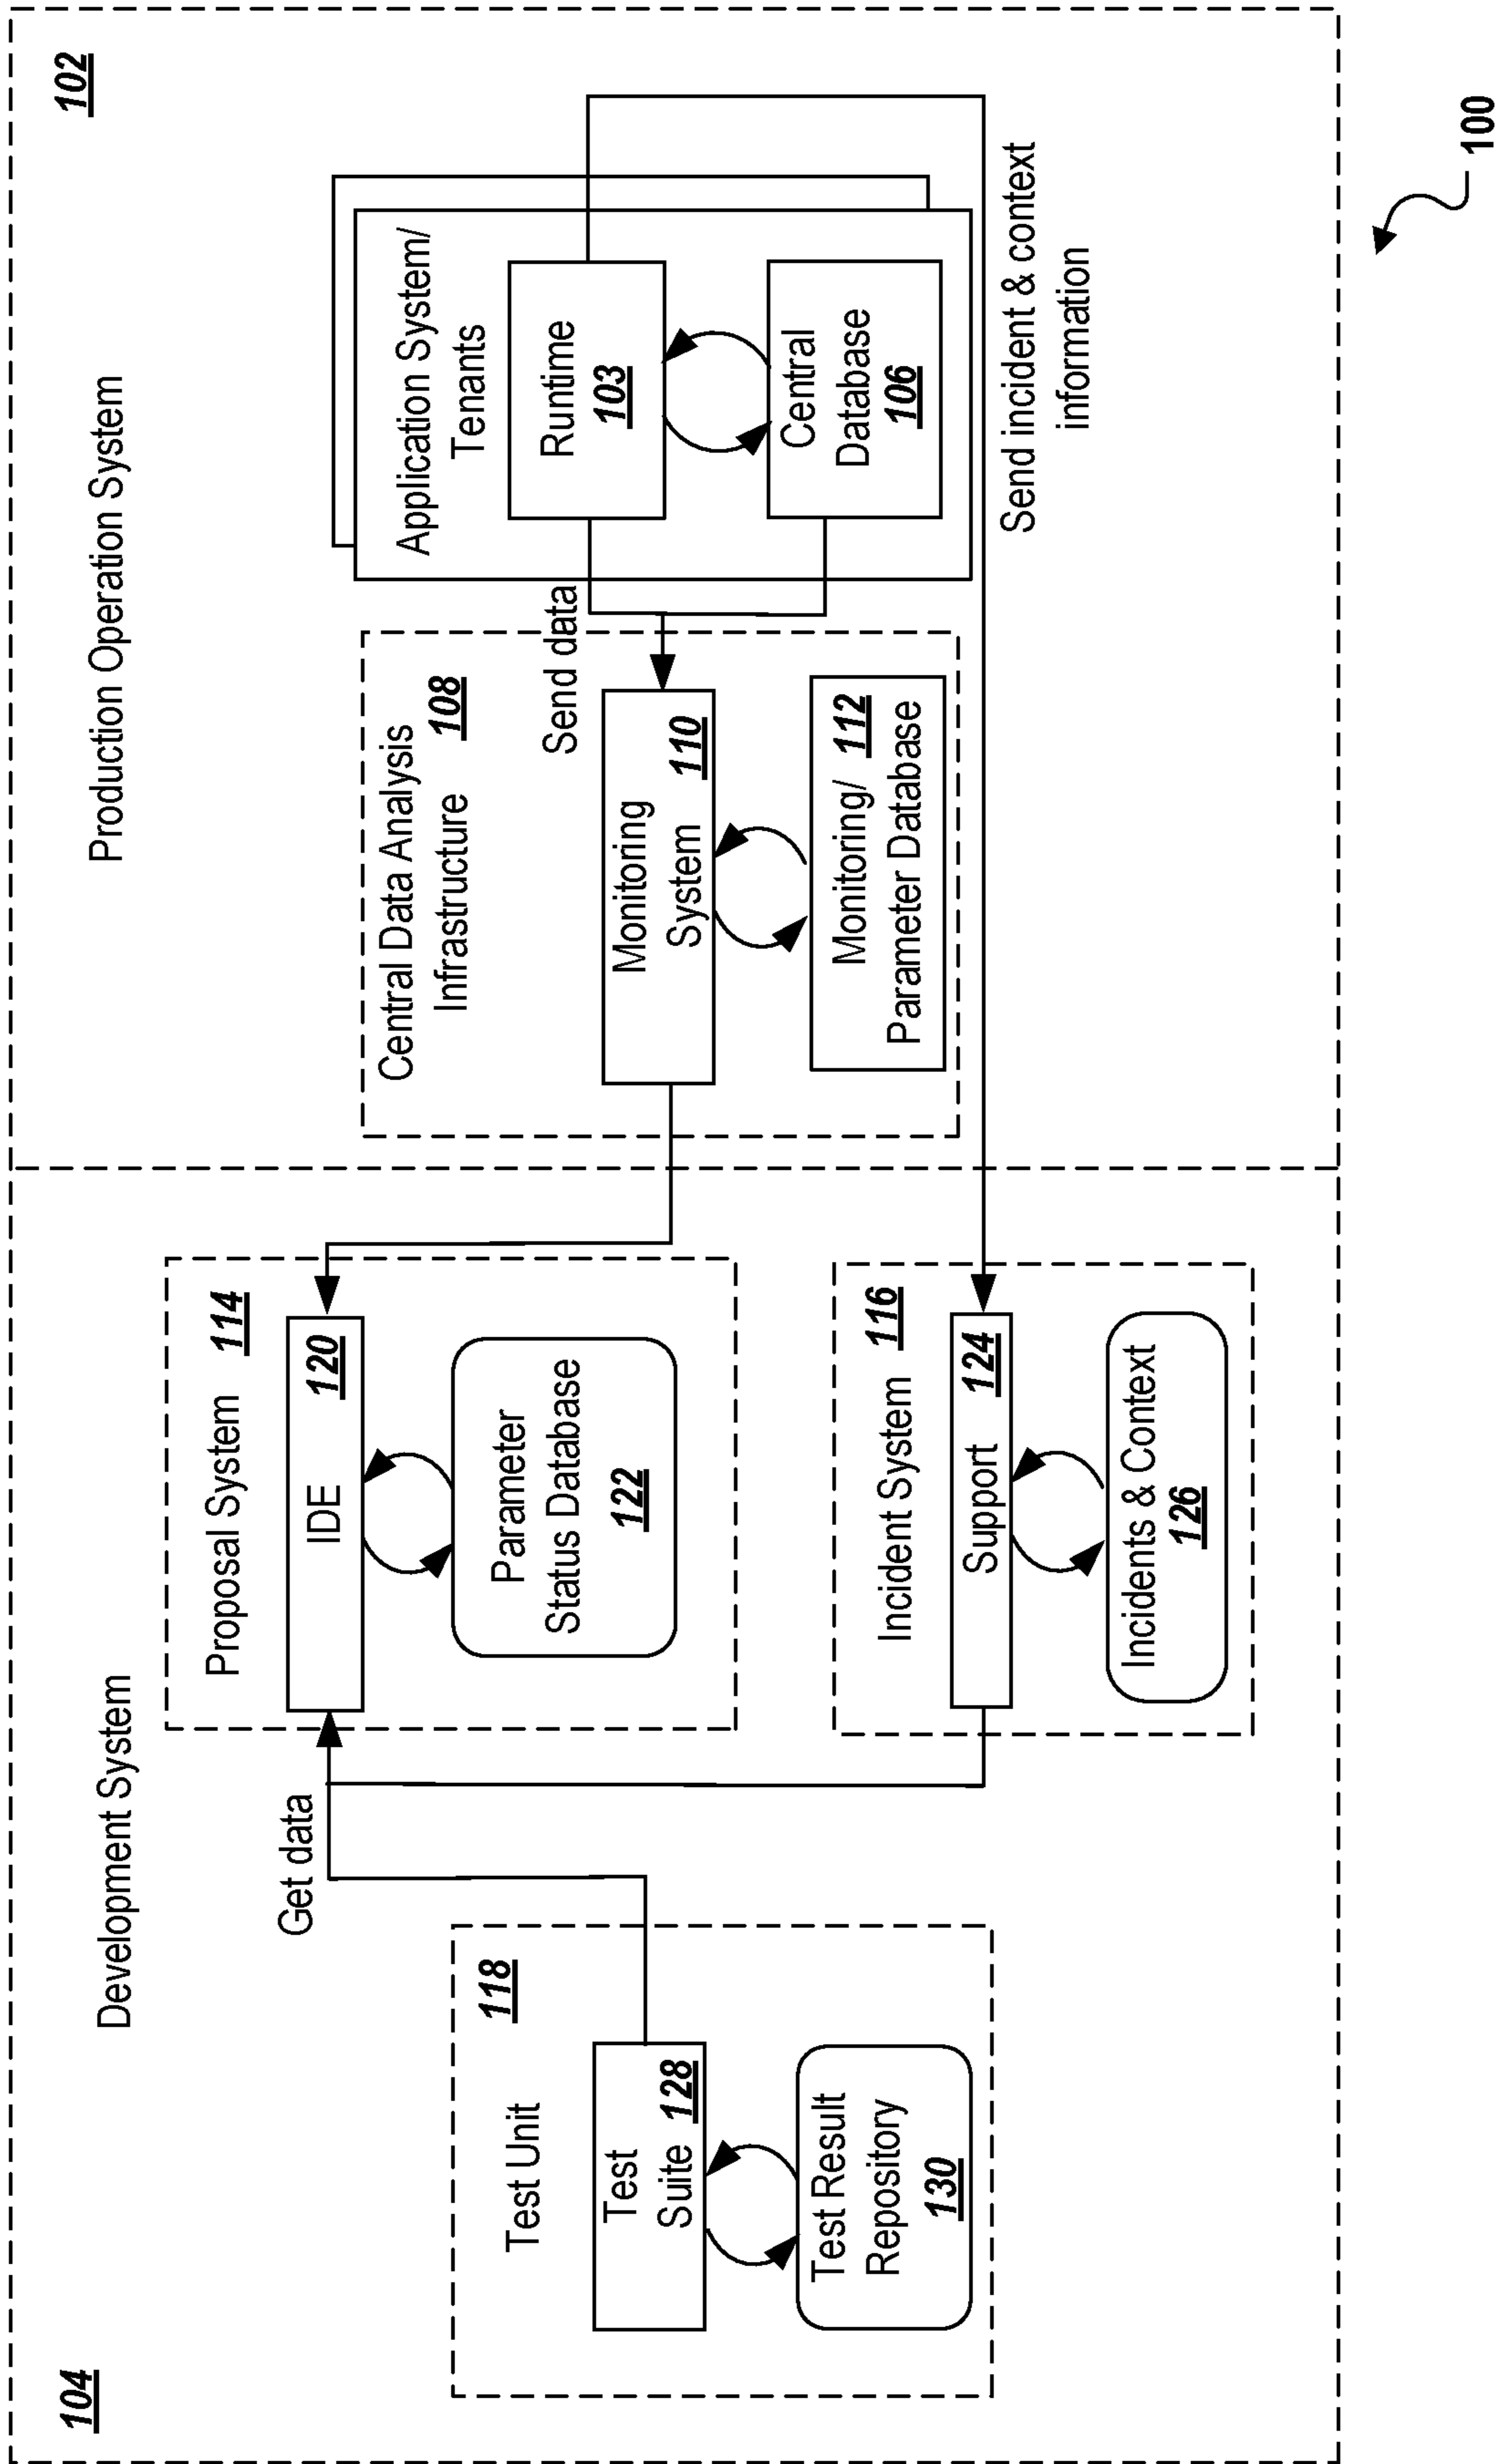 104
Development System
Production Operation System
102
Test Unit
118
Test
Suite
128
Test Result
Repository
130
Get data
Proposal System
114
IDE
120
Parameter
Status Database
122
Incident System
116
Support
124
Incidents & Context
126
Central Data Analysis
Infrastructure
108
Send data
Monitoring
System
110
Monitoring/
112
Parameter Database
Application System/
Tenants
Runtime
103
Central
Database
106
Send incident & context
information
100